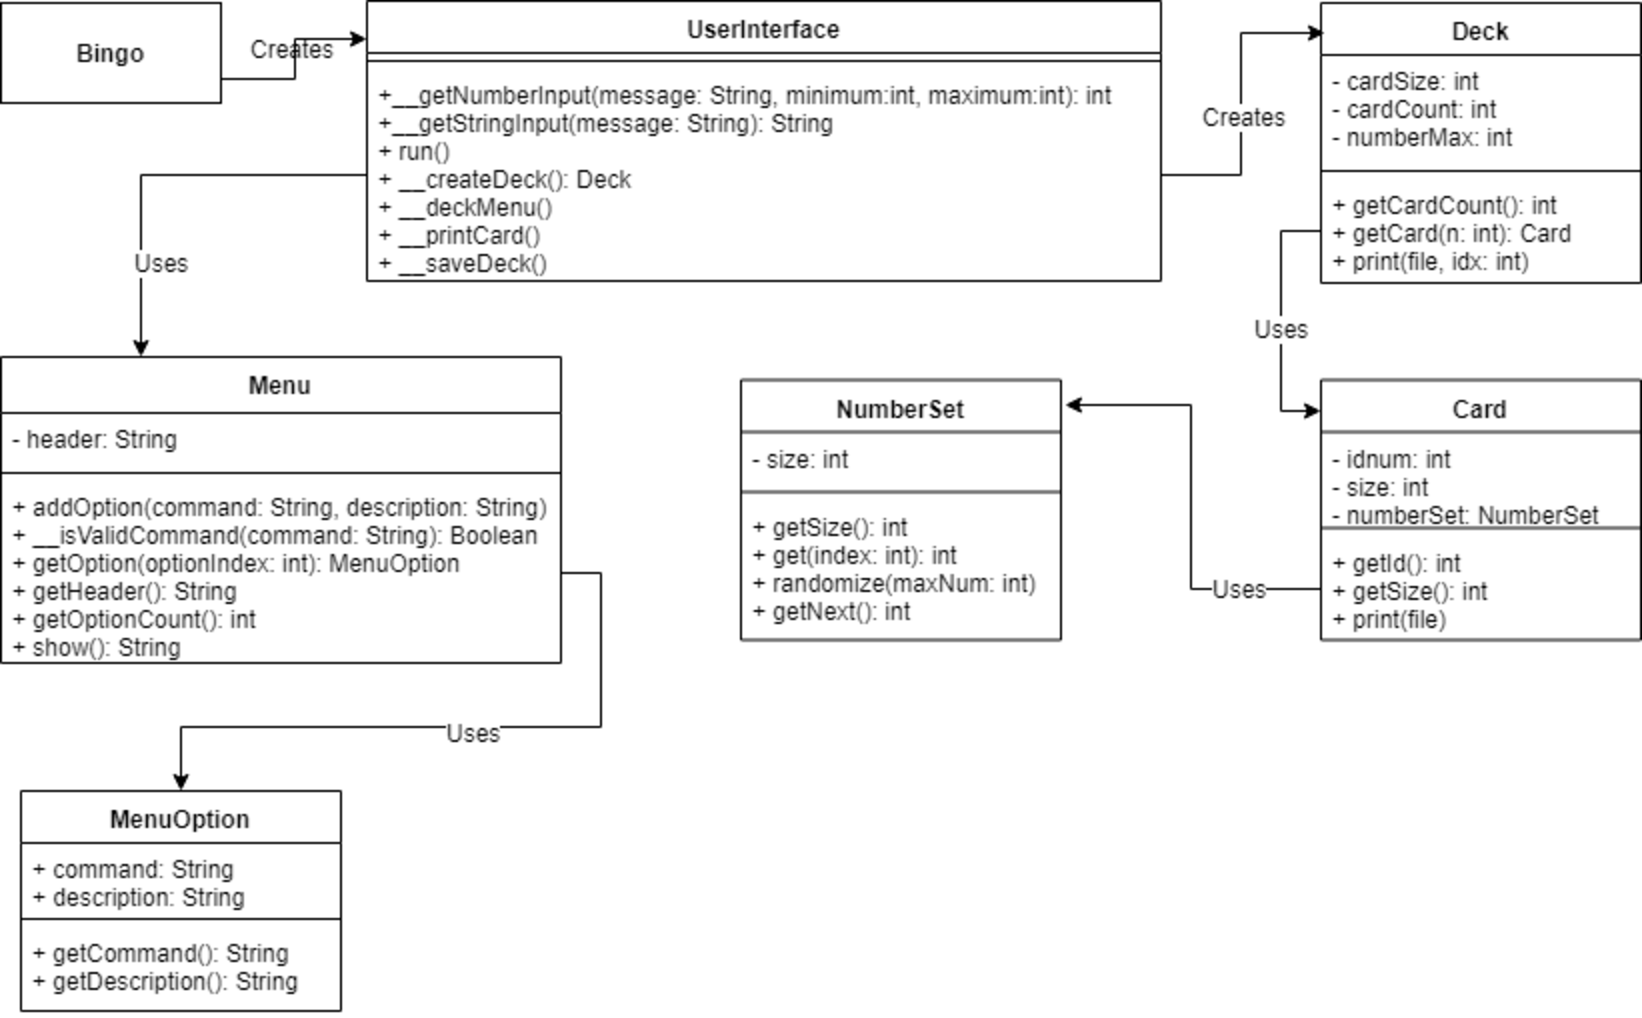 Bingo
Creates
UserInterface
+__getNumberInput(message: String, minimum:int, maximum:int): int
+__getStringInput(message: String): String
+ run()
+ __createDeck(): Deck
+ __deckMenu()
+ __printCard()
+ __saveDeck()
Creates
Deck
- cardSize: int
- cardCount: int
- numberMax: int
+ getCardCount(): int
+ getCard(n: int): Card
+ print(file, idx: int)
Uses
Uses
Menu
- header: String
+ addOption(command: String, description: String)
+ __isValidCommand(command: String): Boolean
+ getOption(optionIndex: int): MenuOption
+ getHeader(): String
+ getOptionCount(): int
+ show(): String
NumberSet
- size: int
+ getSize(): int
+ get(index: int): int
+ randomize(maxNum: int)
+ getNext(): int
Uses
Card
- idnum: int
- size: int
- numberSet: NumberSet
+ getId(): int
+ getSize(): int
+ print(file)
Uses
MenuOption
+ command: String
+ description: String
+ getCommand(): String
+ getDescription(): String